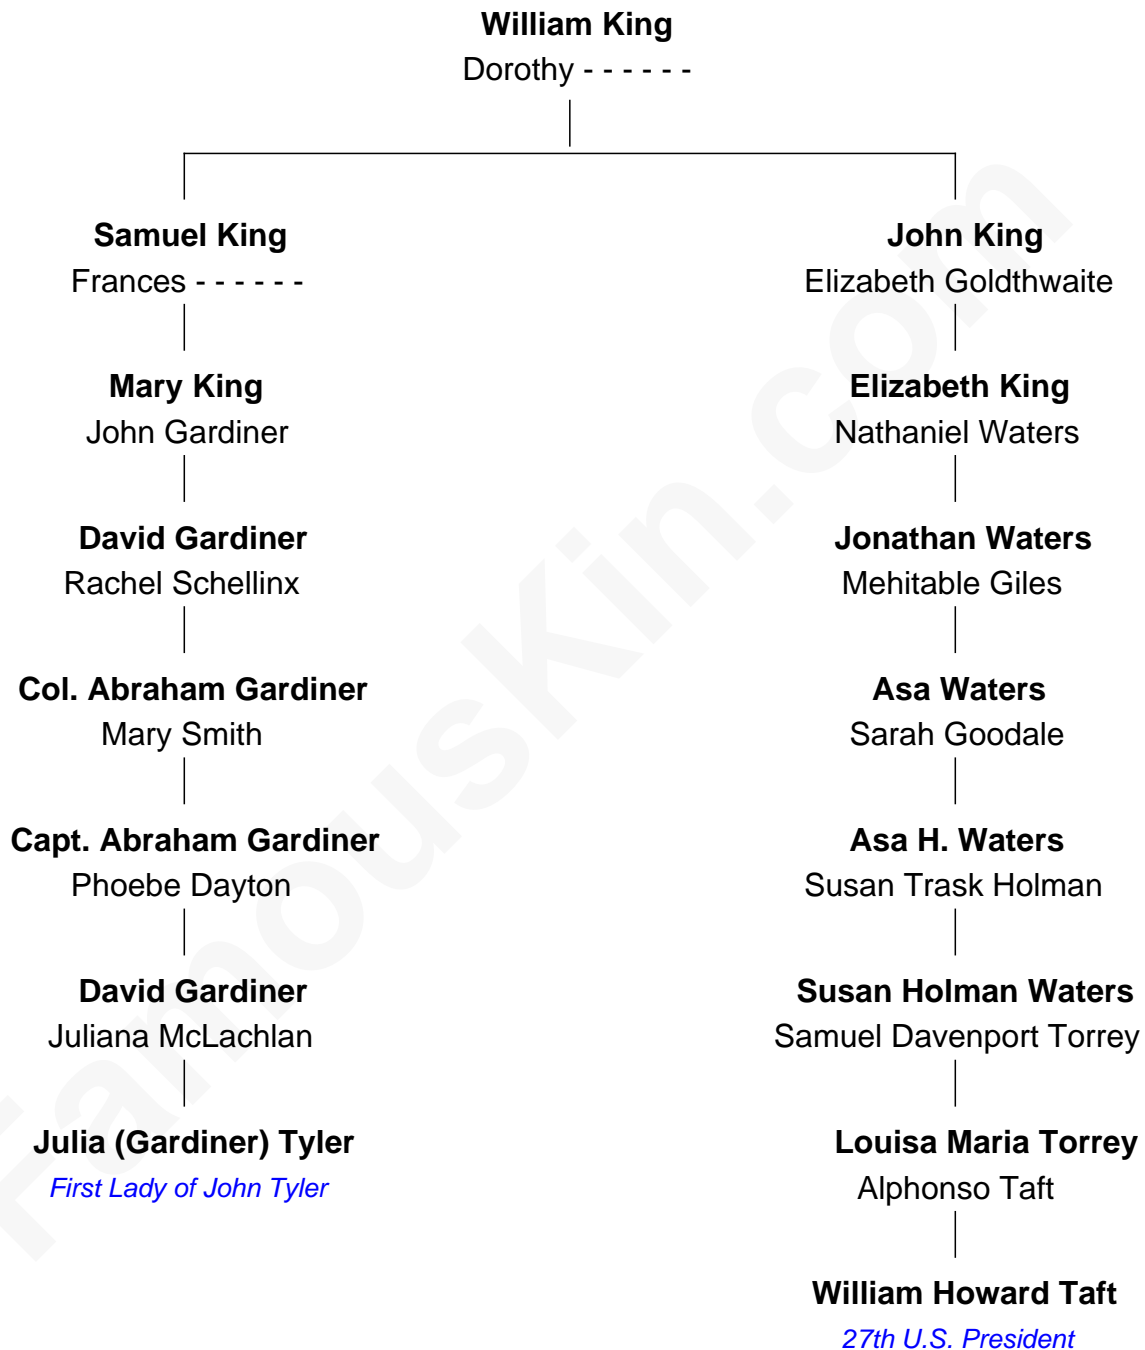 William King
Dorothy - - - - - -
Samuel King
Frances - - - - - -
Mary King
John Gardiner
David Gardiner
Rachel Schellinx
Col. Abraham Gardiner
Mary Smith
Capt. Abraham Gardiner
Phoebe Dayton
David Gardiner
Juliana McLachlan
Julia (Gardiner) Tyler
First Lady of John Tyler
John King
Elizabeth Goldthwaite
Elizabeth King
Nathaniel Waters
Jonathan Waters
Mehitable Giles
Asa Waters
Sarah Goodale
Asa H. Waters
Susan Trask Holman
Susan Holman Waters
Samuel Davenport Torrey
Louisa Maria Torrey
Alphonso Taft
William Howard Taft
27th U.S. President
FamousKin.com